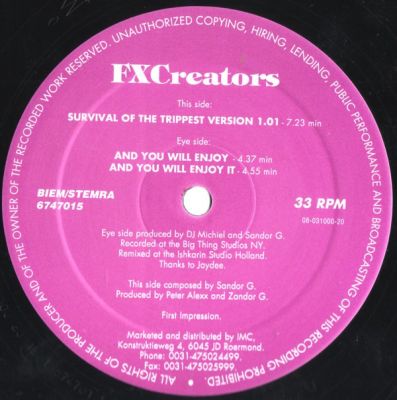 ALL RIGHTS OF THE PRODUCER AND OF THE OWNER OF THE RECORDED WORK RESERVED. UNAUTHORIZED COPYING, HIRING, LENDING, PUBLIC PERFORMANCE AND BROADCASTING OF THIS RECORDING PROHIBITED.
FXCreators
This side:
SURVIVAL OF THE TRIPPEST VERSION 1.01 - 7.23 min
Eye side:
AND YOU WILL ENJOY - 4.37 min
AND YOU WILL ENJOY IT - 4.55 min
BIEM/STEMRA
6747015
33 RPM
08-031000-20
Eye side produced by DJ Michiel and Sandor G.
Recorded at the Big Thing Studios NY.
Remixed at the Ishkarin Studio Holland.
Thanks to Jaydee.
This side composed by Sandor G.
Produced by Peter Alexx and Zandor G.
First Impression.
Marketed and distributed by IMC,
Konstruktieweg 4, 6045 JD Roermond.
Phone: 0031-475024499,
Fax: 0031-475025999.